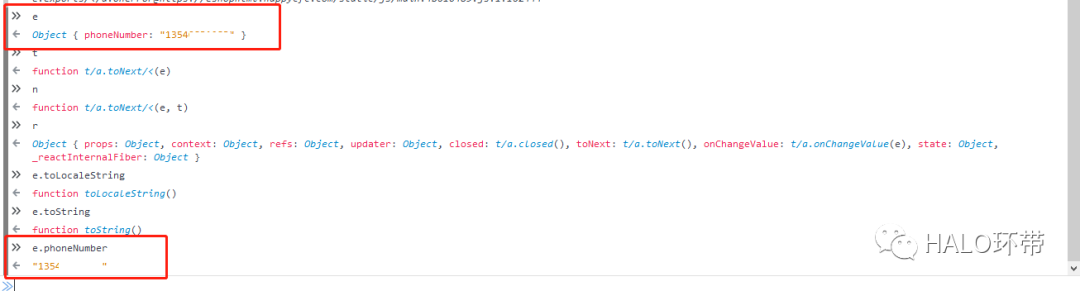 e
Object { phoneNumber: "1354 " }
t
function t/a.toNext/<(e)
n
function t/a.toNext/<(e, t)
r
Object { props: Object, context: Object, refs: Object, updater: Object, closed: t/a.closed(), toNext: t/a.toNext(), onChangeValue: t/a.onChangeValue(e), state: Object,
_reactInternalFiber: Object }
e.toLocaleString
function toLocaleString()
e.toString
function toString()
e.phoneNumber
"1354 "
HALO环带